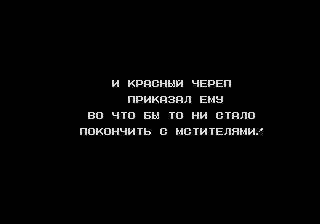 И КРАСНЫЙ ЧЕРЕП
ПРИКАЗАЛ ЕМУ
ВО ЧТО БЫ ТО НИ СТАЛО
ПОКОНЧИТЬ С МСТИТЕЛЯМИ.'